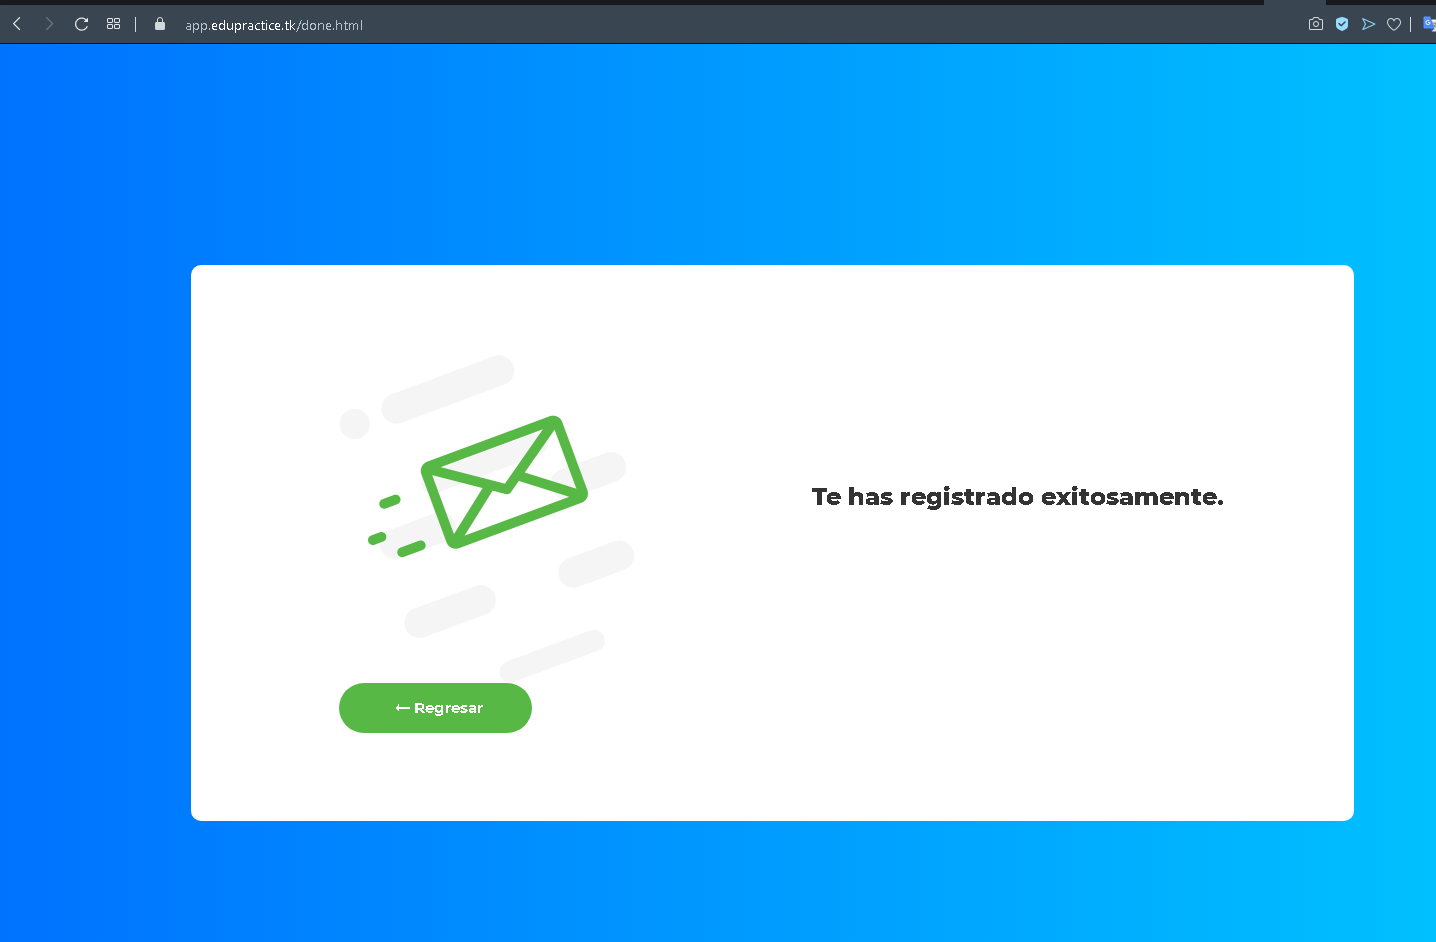 app.edupractice.tk/done.html
Te has registrado exitosamente.
← Regresar